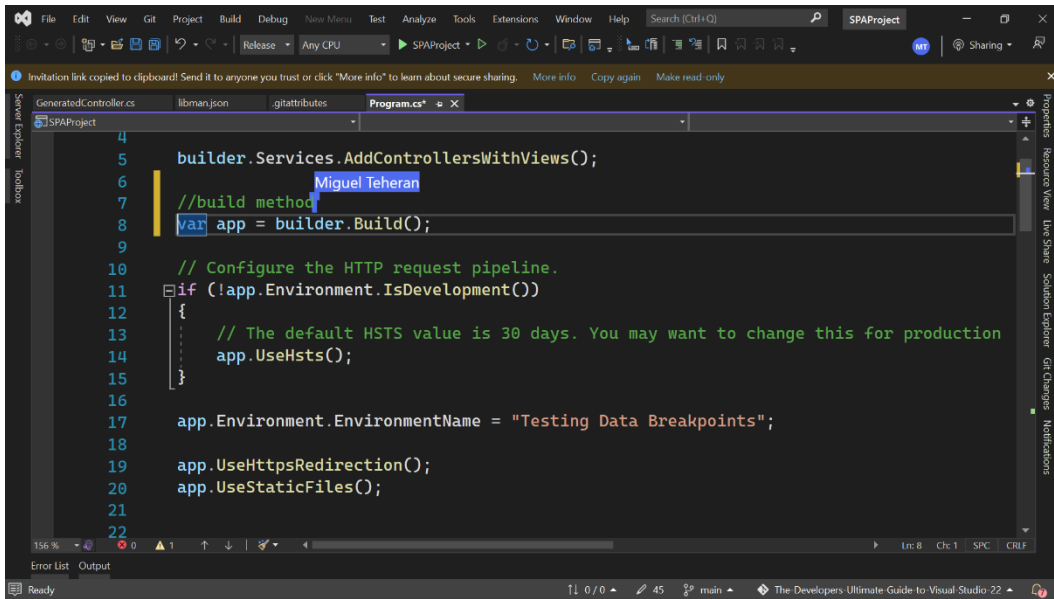 File Edit View Git Project Build Debug New Menu Test Analyze Tools Extensions Window Help Search (Ctrl+Q) SPAProject
Release Any CPU SPAProject MT Sharing
Invitation link copied to clipboard! Send it to anyone you trust or click "More info" to learn about secure sharing. More info Copy again Make read-only
Server Explorer
Toolbox
GeneratedController.cs libman.json .gitattributes Program.cs*
SPAProject
4
5 builder.Services.AddControllersWithViews();
6
Miguel Teheran
7 //build method
8 var app = builder.Build();
9
10 // Configure the HTTP request pipeline.
11 if (!app.Environment.IsDevelopment())
12 {
13 // The default HSTS value is 30 days. You may want to change this for production
14 app.UseHsts();
15 }
16
17 app.Environment.EnvironmentName = "Testing Data Breakpoints";
18
19 app.UseHttpsRedirection();
20 app.UseStaticFiles();
21
22
Properties
Resource View
Live Share
Solution Explorer
Git Changes
Notifications
156 % 0 1 Ln: 8 Ch: 1 SPC CRLF
Error List Output
Ready 0 / 0 45 main The-Developers-Ultimate-Guide-to-Visual-Studio-22 7